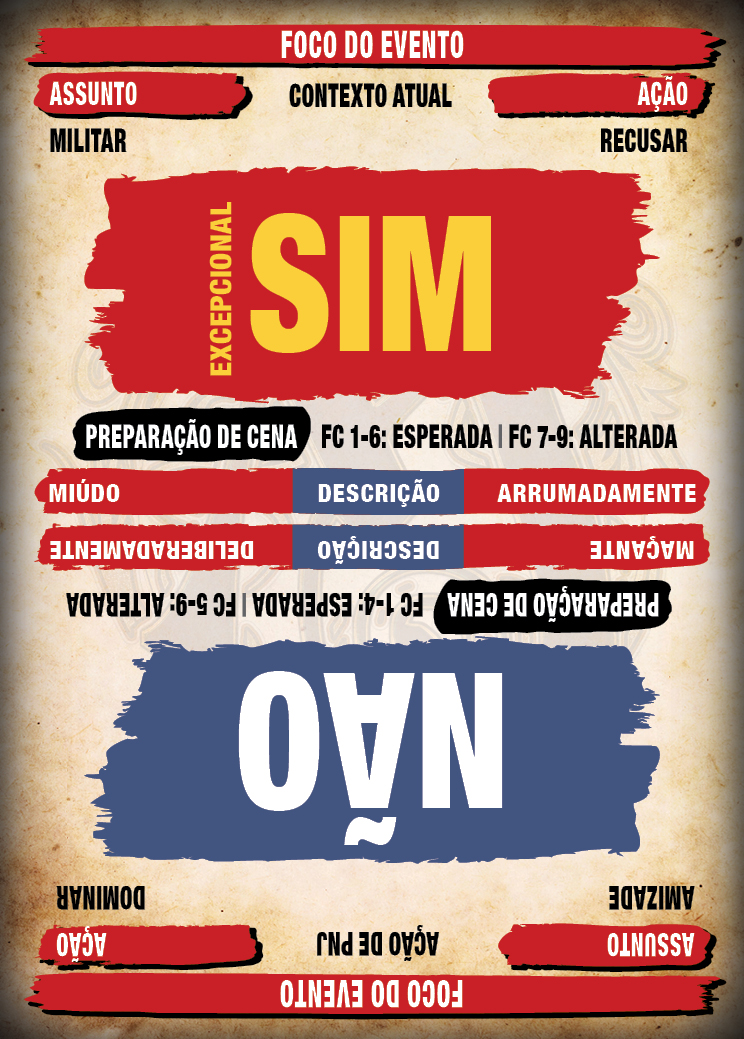 FOCO DO EVENTO
ASSUNTO CONTEXTO ATUAL AÇÃO
MILITAR RECUSAR
EXCEPCIONAL SIM
PREPARAÇÃO DE CENA FC 1-6: ESPERADA | FC 7-9: ALTERADA
MIÚDO DESCRIÇÃO ARRUMADAMENTE
MAÇANTE DESCRIÇÃO DELIBERADAMENTE
PREPARAÇÃO DE CENA FC 1-4: ESPERADA | FC 5-9: ALTERADA
NÃO
AMIZADE DOMINAR
ASSUNTO AÇÃO DE PNJ AÇÃO
FOCO DO EVENTO